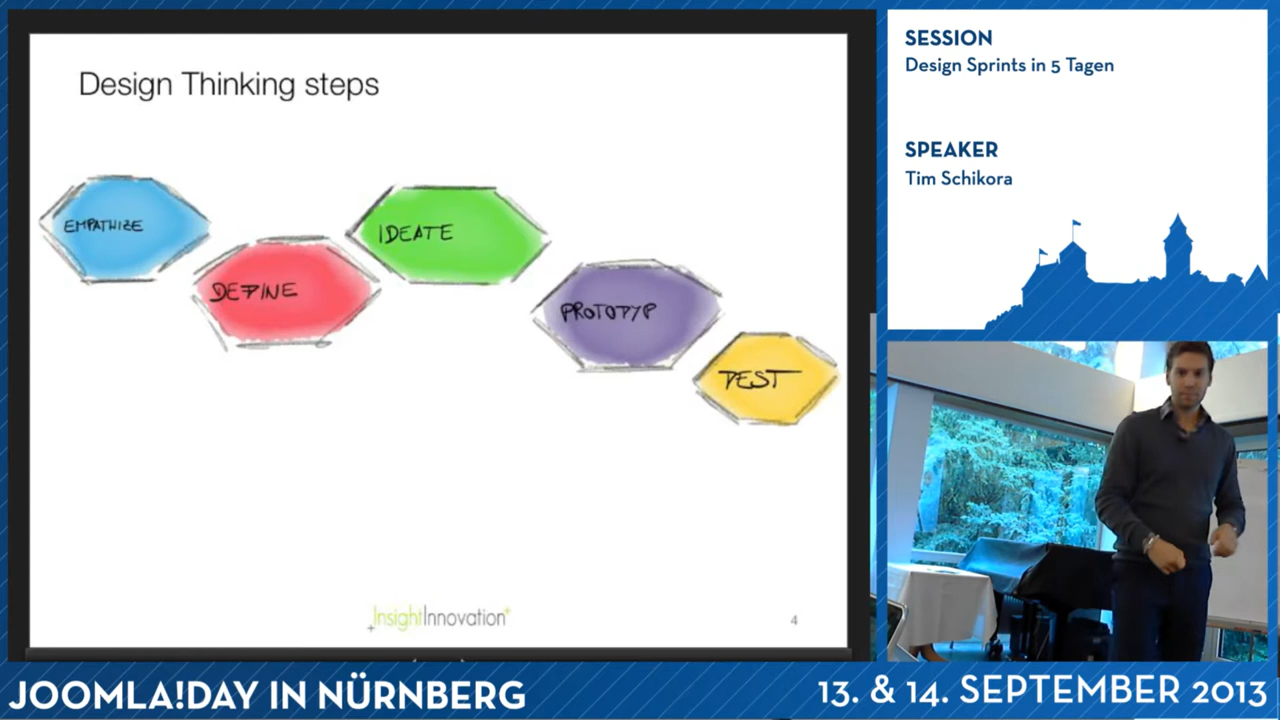 Design Thinking steps
EMPATHIZE
DEFINE
IDEATE
PROTOTYP
TEST
InsightInnovation+
4
SESSION
Design Sprints in 5 Tagen
SPEAKER
Tim Schikora
JOOMLA!DAY IN NÜRNBERG
13. & 14. SEPTEMBER 2013